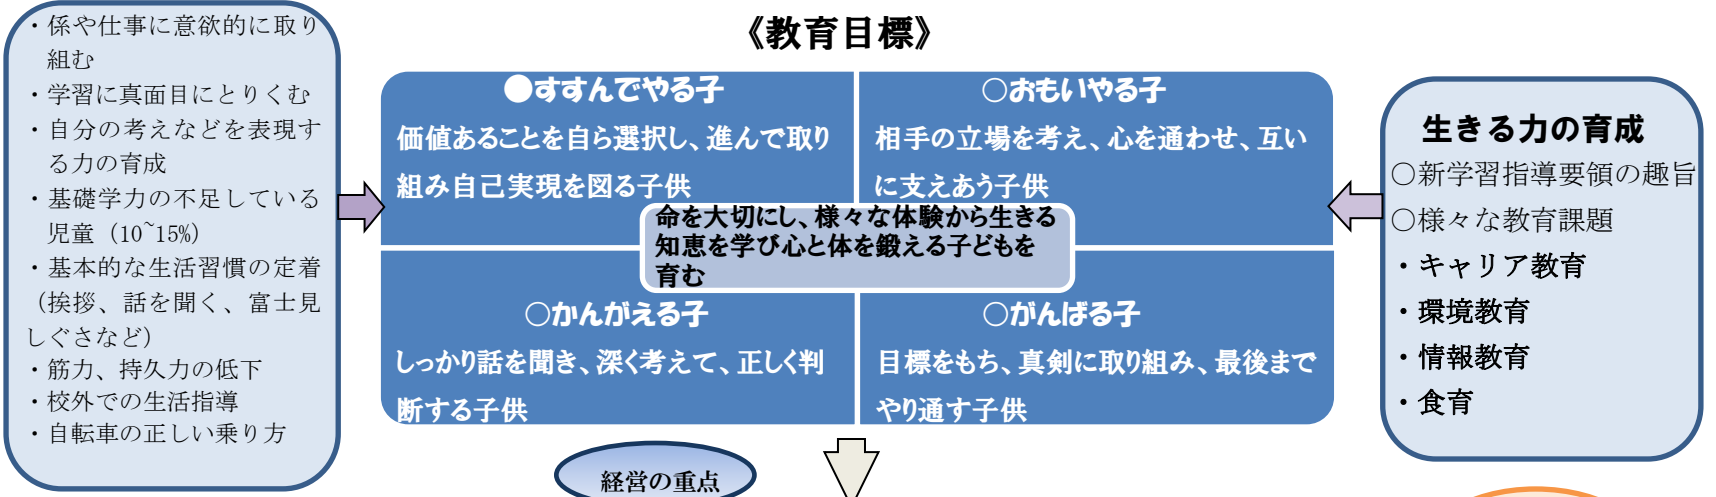 ・係や仕事に意欲的に取り
組む
・学習に真面目にとりくむ
・自分の考えなどを表現す
る力の育成
・基礎学力の不足している
児童（10~15%）
・基本的な生活習慣の定着
（挨拶、話を聞く、富士見
しぐさなど）
・筋力、持久力の低下
・校外での生活指導
・自転車の正しい乗り方
《教育目標》
●すすんでやる子
価値あることを自ら選択し、進んで取り
組み自己実現を図る子供
○おもいやる子
相手の立場を考え、心を通わせ、互い
に支えあう子供
命を大切にし、様々な体験から生きる
知恵を学び心と体を鍛える子どもを
育む
○かんがえる子
しっかり話を聞き、深く考えて、正しく判
断する子供
○がんばる子
目標をもち、真剣に取り組み、最後まで
やり通す子供
経営の重点
生きる力の育成
○新学習指導要領の趣旨
○様々な教育課題
・キャリア教育
・環境教育
・情報教育
・食育